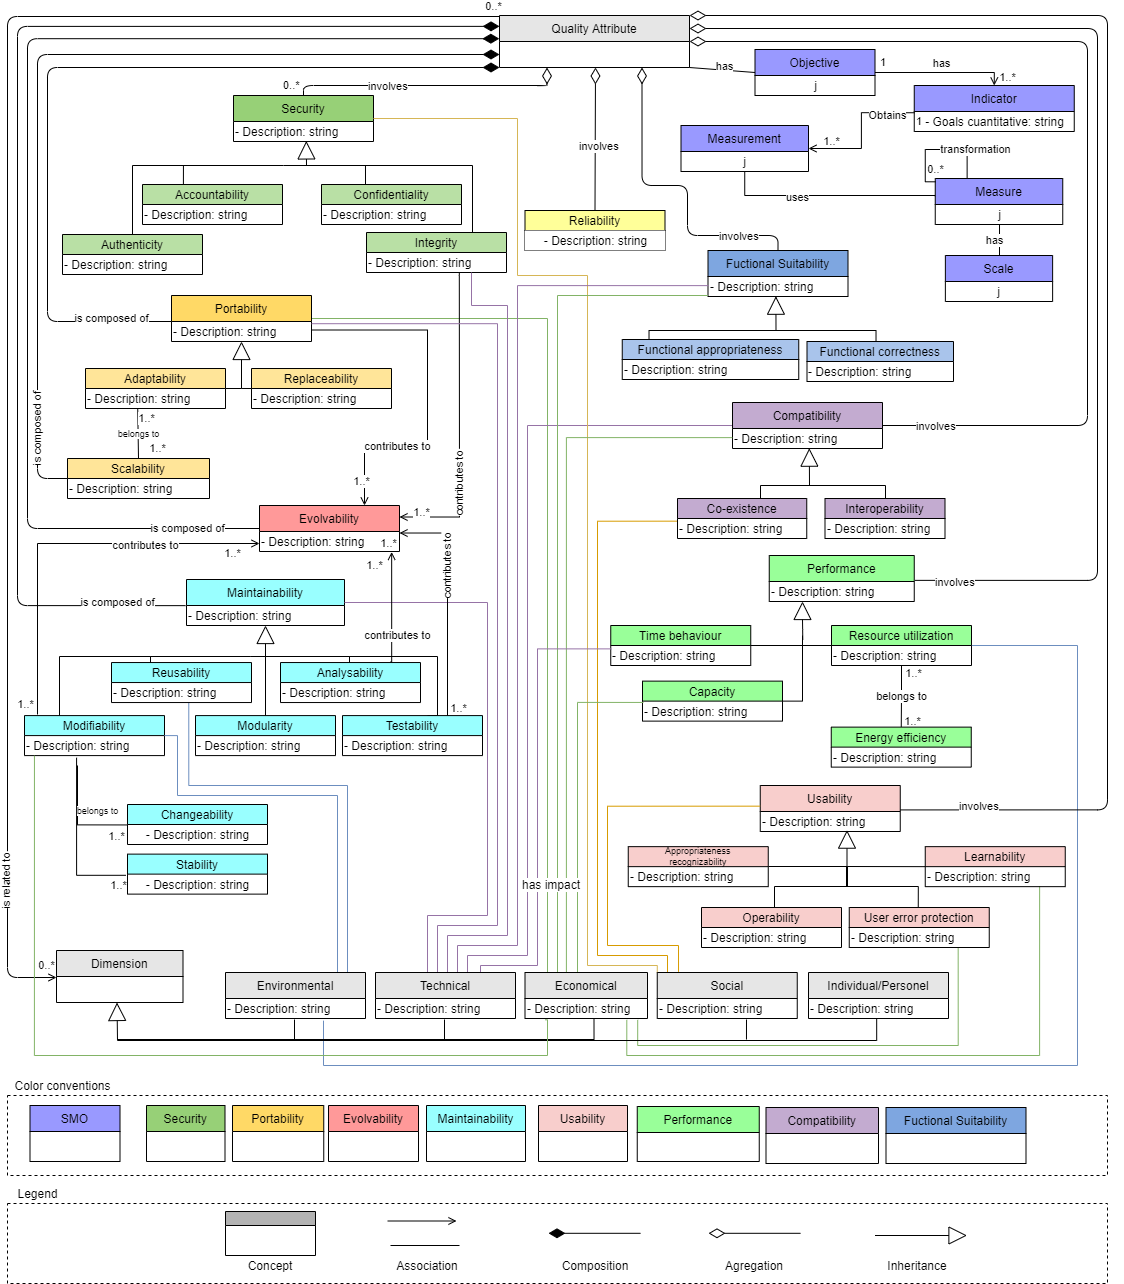 0..*
Quality Attribute
has
Objective
j
1
has
1..*
Indicator
1 - Goals cuantitative: string
Obtains
Measurement
j
1..*
uses
transformation
0..*
Measure
j
has
Scale
j
0..*
involves
Security
- Description: string
Accountability
- Description: string
Confidentiality
- Description: string
Authenticity
- Description: string
Integrity
- Description: string
involves
Reliability
- Description: string
involves
Fuctional Suitability
- Description: string
Functional appropriateness
- Description: string
Functional correctness
- Description: string
is composed of
Portability
- Description: string
Adaptability
- Description: string
Replaceability
- Description: string
1..*
belongs to
1..*
Scalability
- Description: string
is composed of
contributes to
1..*
contributes to
1..*
Compatibility
- Description: string
involves
Co-existence
- Description: string
Interoperability
- Description: string
is composed of
Evolvability
- Description: string
1..*
contributes to
1..*
1..*
contributes to
Performance
- Description: string
involves
is composed of
Maintainability
- Description: string
contributes to
Time behaviour
- Description: string
Resource utilization
- Description: string
Reusability
- Description: string
Analysability
- Description: string
1..*
belongs to
1..*
Capacity
- Description: string
1..*
1..*
Modifiability
- Description: string
Modularity
- Description: string
Testability
- Description: string
Energy efficiency
- Description: string
belongs to
1..*
Changeability
- Description: string
Stability
- Description: string
1..*
Usability
- Description: string
involves
Appropriateness
recognizability
- Description: string
Learnability
- Description: string
Operability
- Description: string
User error protection
- Description: string
has impact
is related to
0..*
Dimension
Environmental
- Description: string
Technical
- Description: string
Economical
- Description: string
Social
- Description: string
Individual/Personel
- Description: string
Color conventions
SMO
Security
Portability
Evolvability
Maintainability
Usability
Performance
Compatibility
Fuctional Suitability
Legend
Concept
Association
Composition
Agregation
Inheritance